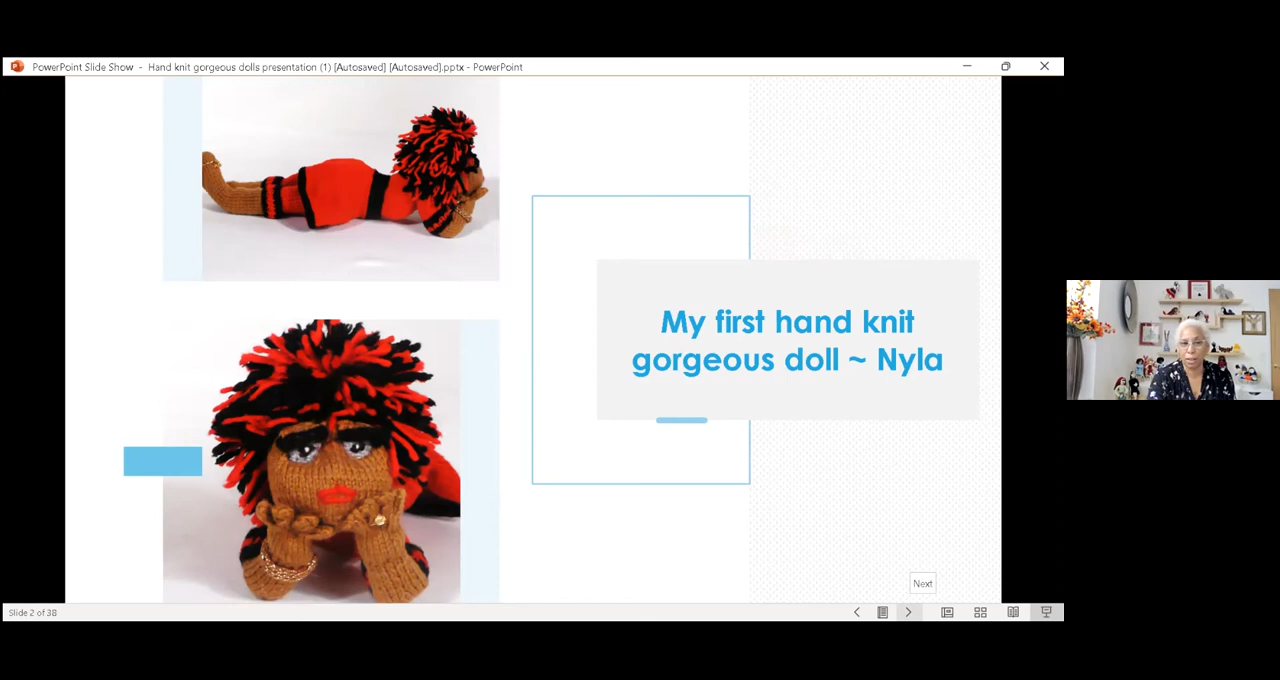 PowerPoint Slide Show - Hand knit gorgeous dolls presentation (1) [Autosaved] [Autosaved].pptx - PowerPoint
My first hand knit
gorgeous doll ~ Nyla
Next
Slide 2 of 38